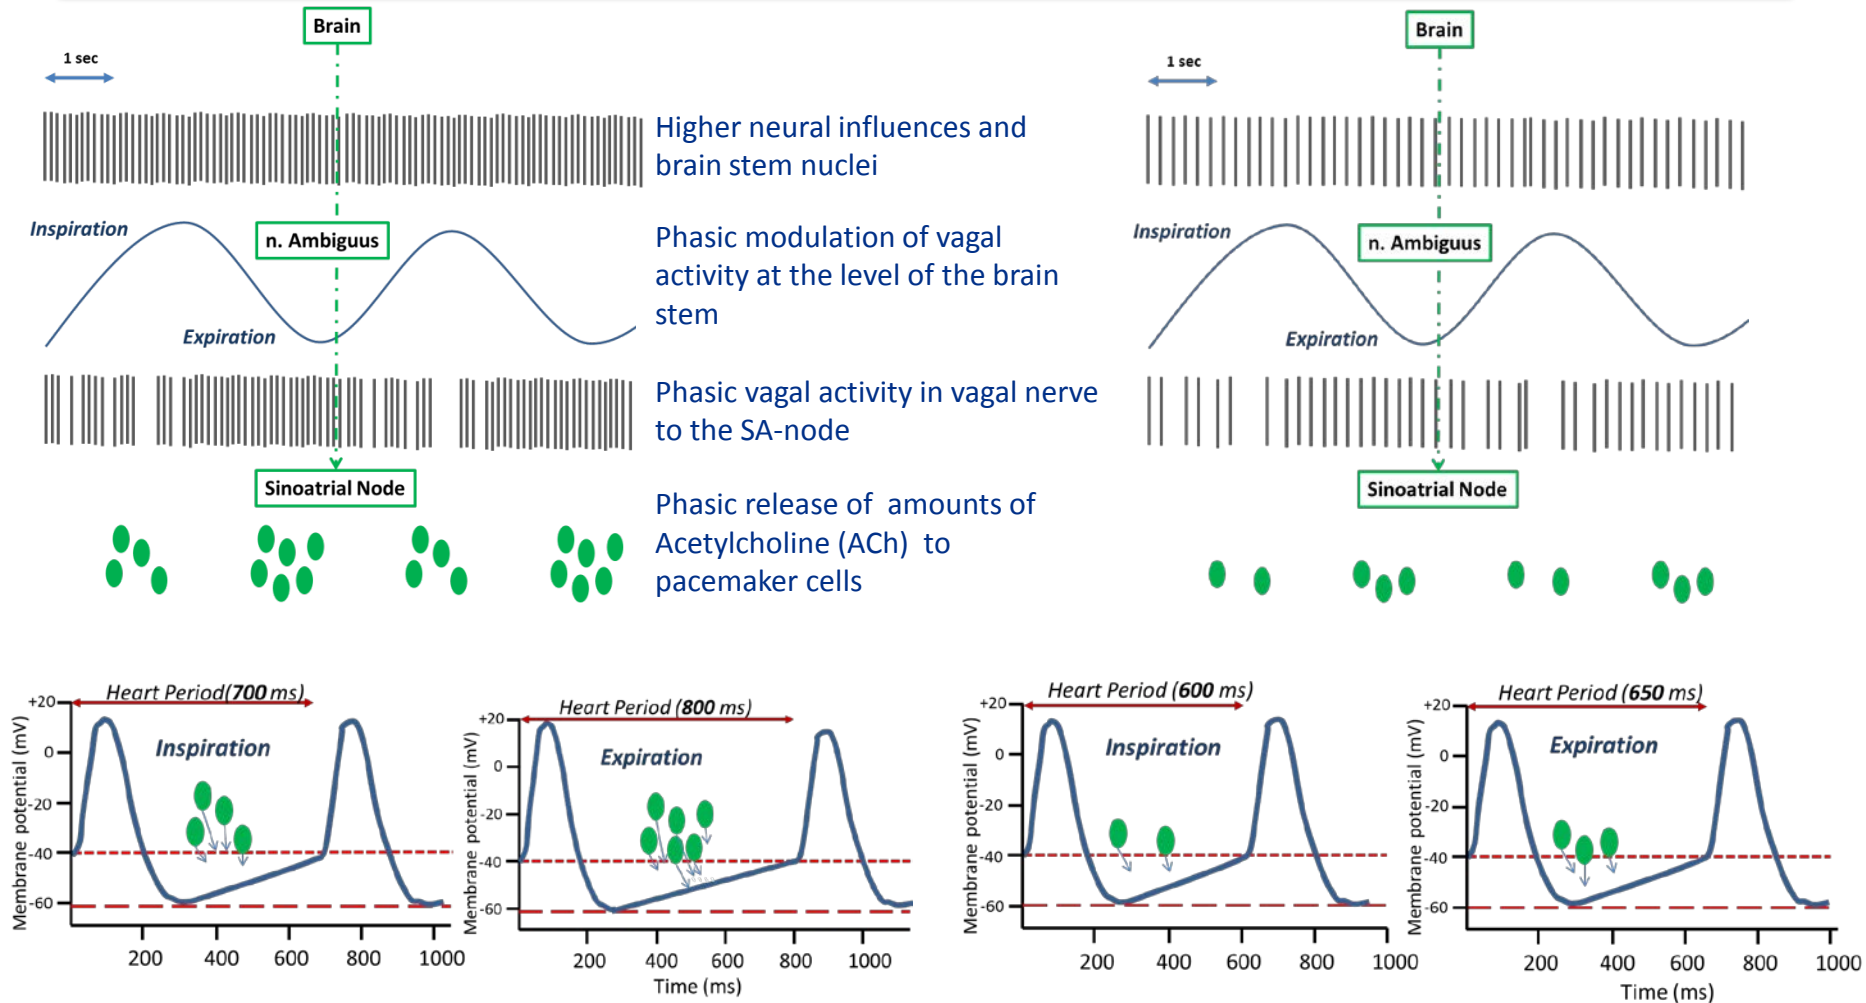 Brain
1 sec
Higher neural influences and
brain stem nuclei
Inspiration
n. Ambiguus
Expiration
Phasic modulation of vagal
activity at the level of the brain
stem
Phasic vagal activity in vagal nerve
to the SA-node
Sinoatrial Node
Phasic release of amounts of
Acetylcholine (ACh) to
pacemaker cells
Brain
1 sec
Inspiration
n. Ambiguus
Expiration
Sinoatrial Node
Heart Period(700 ms)
Membrane potential (mV)
+20
0
-20
-40
-60
Inspiration
200 400 600 800 1000
Heart Period (800 ms)
Membrane potential (mV)
+20
0
-20
-40
-60
Expiration
200 400 600 800 1000
Time (ms)
Heart Period (600 ms)
Membrane potential (mV)
+20
0
-20
-40
-60
Inspiration
200 400 600 800 1000
Heart Period (650 ms)
Membrane potential (mV)
+20
0
-20
-40
-60
Expiration
200 400 600 800 1000
Time (ms)